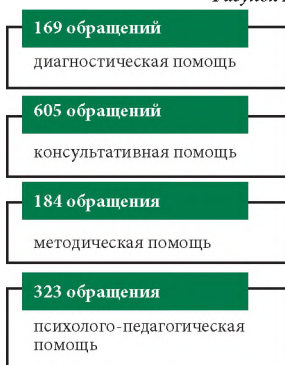 169 обращений
диагностическая помощь
605 обращений
консультативная помощь
184 обращения
методическая помощь
323 обращения
психолого-педагогическая
помощь